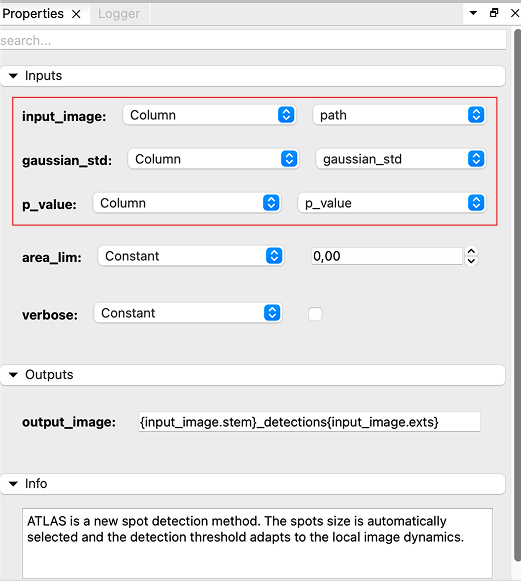 Properties Logger
search...
Inputs
input_image: Column path
gaussian_std: Column gaussian_std
p_value: Column p_value
area_lim: Constant 0,00
verbose: Constant
Outputs
output_image: {input_image.stem}_detections{input_image.exts}
Info
ATLAS is a new spot detection method. The spots size is automatically
selected and the detection threshold adapts to the local image dynamics.